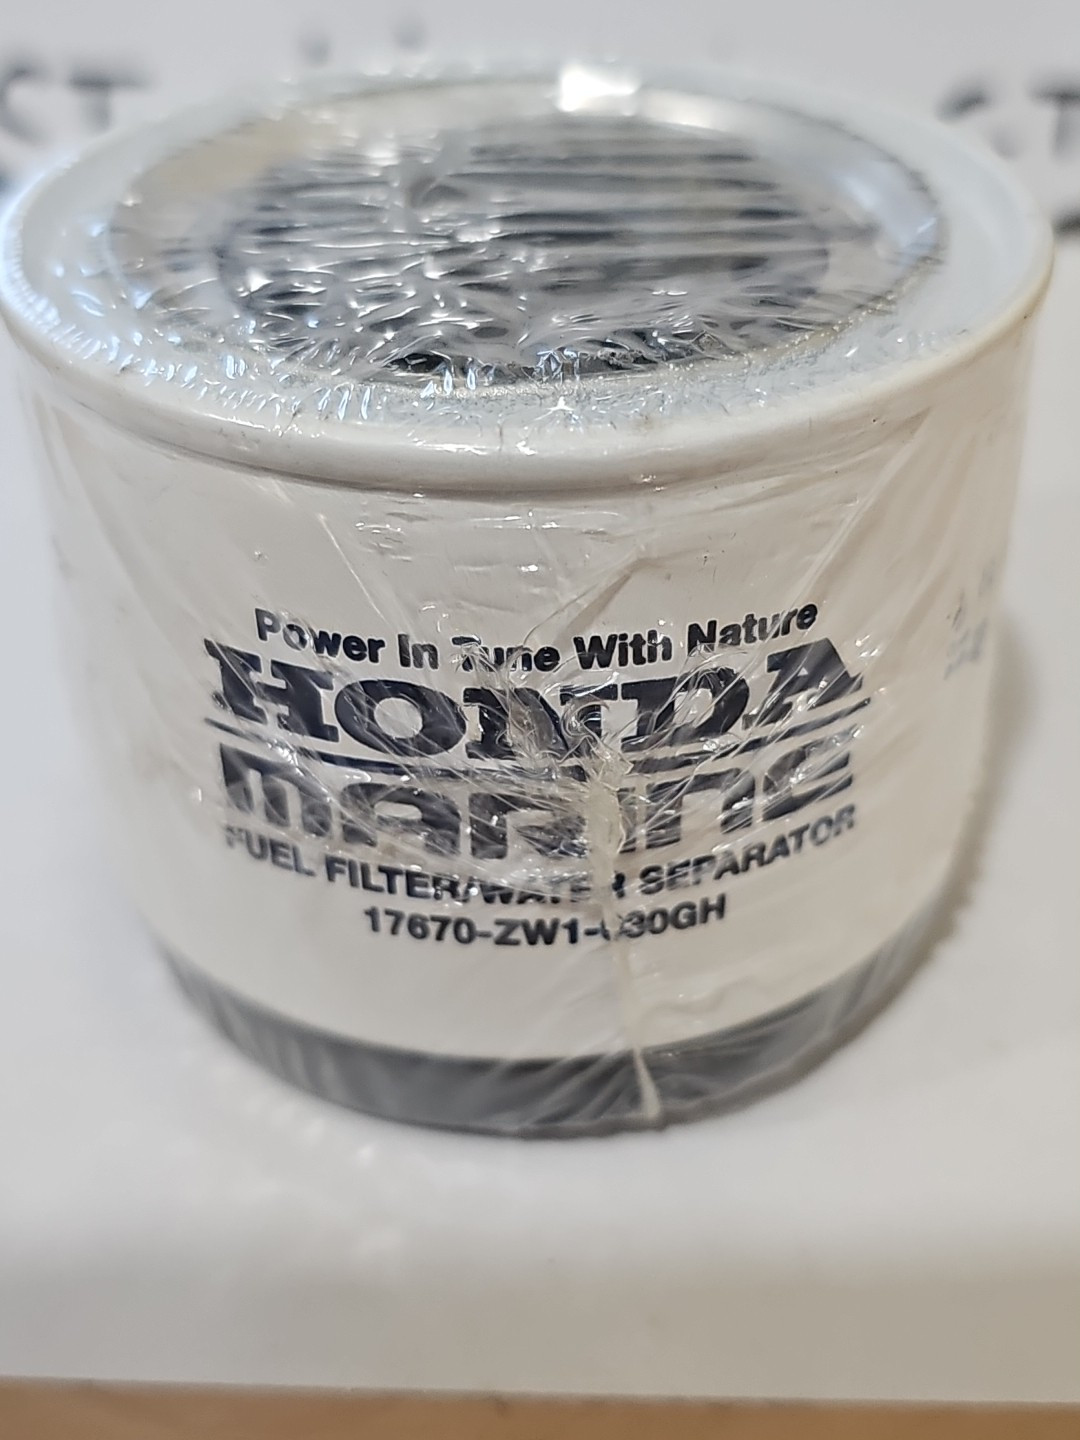 Power In Tune With Nature
HONDA
MARINE
FUEL FILTER/WATER SEPARATOR